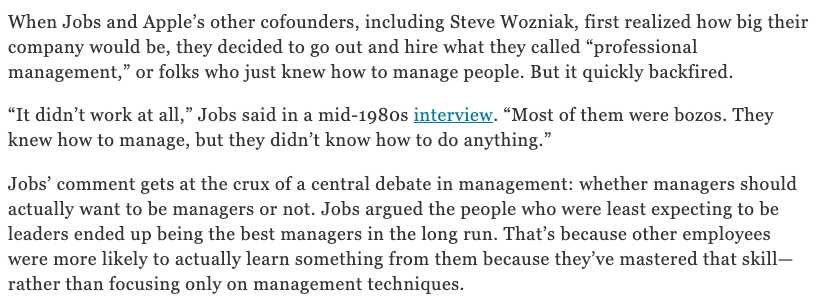 When Jobs and Apple’s other cofounders, including Steve Wozniak, first realized how big their
company would be, they decided to go out and hire what they called “professional
management,” or folks who just knew how to manage people. But it quickly backfired.
“It didn’t work at all,” Jobs said in a mid-1980s interview. “Most of them were bozos. They
knew how to manage, but they didn’t know how to do anything.”
Jobs’ comment gets at the crux of a central debate in management: whether managers should
actually want to be managers or not. Jobs argued the people who were least expecting to be
leaders ended up being the best managers in the long run. That’s because other employees
were more likely to actually learn something from them because they’ve mastered that skill—
rather than focusing only on management techniques.